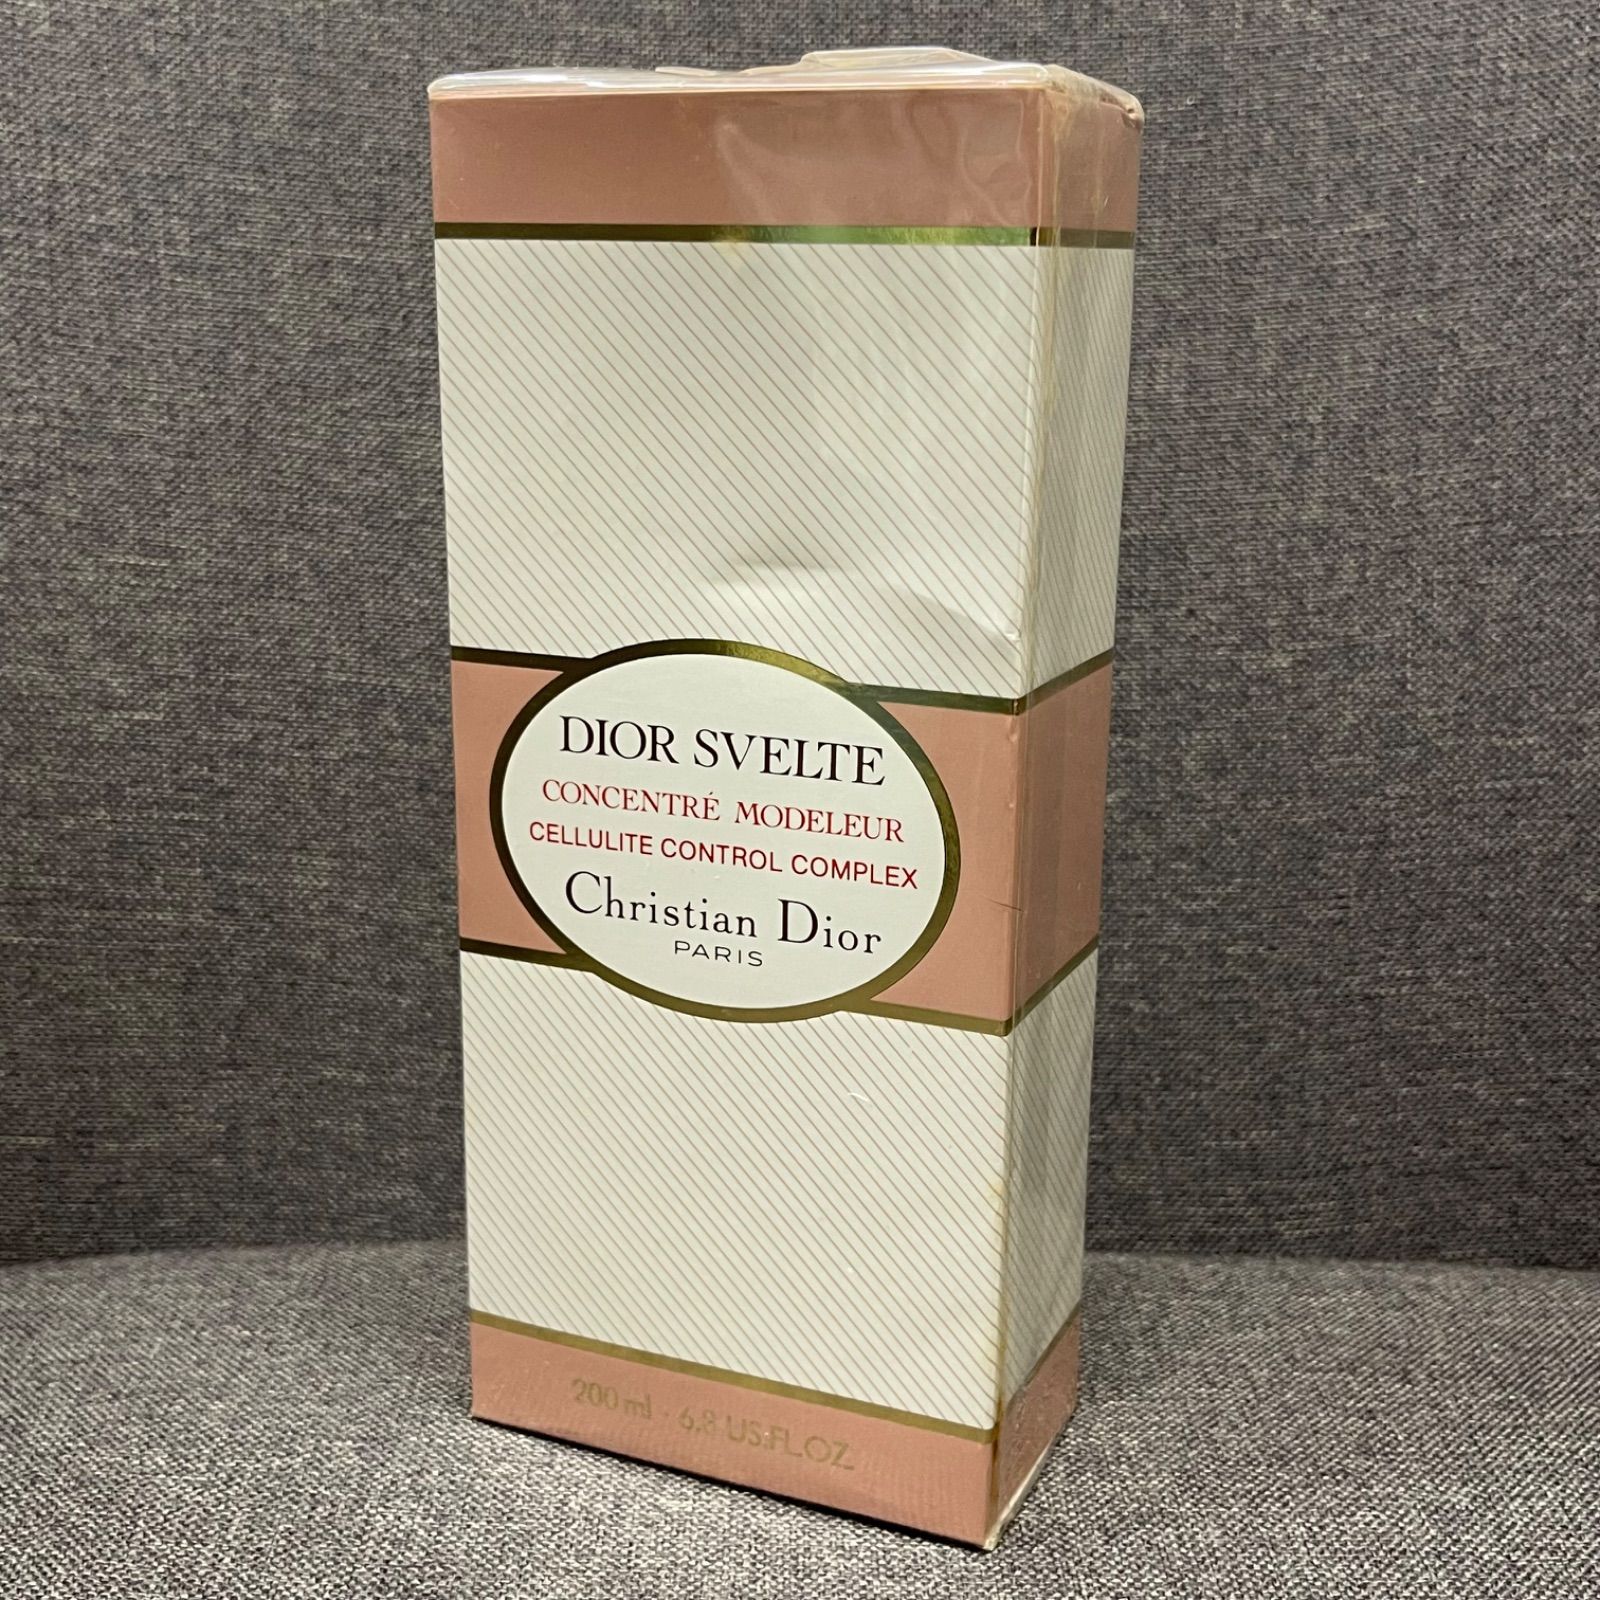 DIOR SVELTE
CONCENTRÉ MODELEUR
CELLULITE CONTROL COMPLEX
Christian Dior
PARIS
200 ml - 6,8 US.FL.OZ.